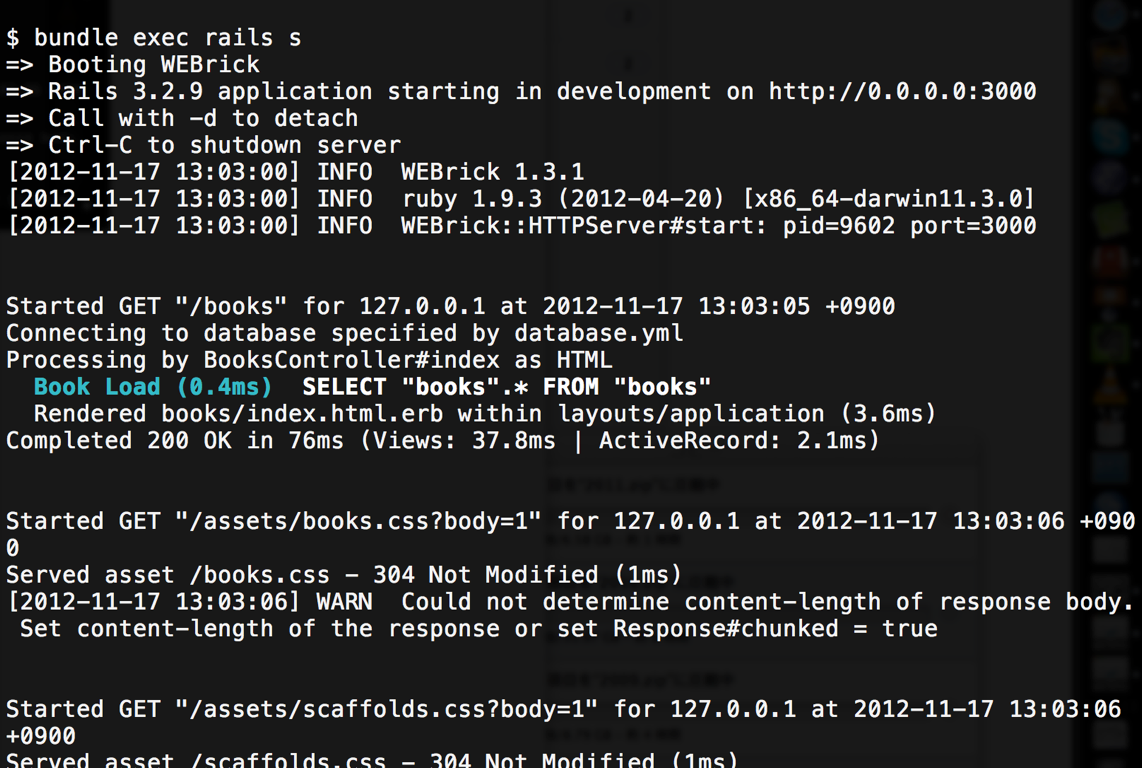 $ bundle exec rails s
=> Booting WEBrick
=> Rails 3.2.9 application starting in development on http://0.0.0.0:3000
=> Call with -d to detach
=> Ctrl-C to shutdown server
[2012-11-17 13:03:00] INFO  WEBrick 1.3.1
[2012-11-17 13:03:00] INFO  ruby 1.9.3 (2012-04-20) [x86_64-darwin11.3.0]
[2012-11-17 13:03:00] INFO  WEBrick::HTTPServer#start: pid=9602 port=3000
Started GET "/books" for 127.0.0.1 at 2012-11-17 13:03:05 +0900
Connecting to database specified by database.yml
Processing by BooksController#index as HTML
  Book Load (0.4ms)  SELECT "books".* FROM "books"
  Rendered books/index.html.erb within layouts/application (3.6ms)
Completed 200 OK in 76ms (Views: 37.8ms | ActiveRecord: 2.1ms)
Started GET "/assets/books.css?body=1" for 127.0.0.1 at 2012-11-17 13:03:06 +090
0
Served asset /books.css - 304 Not Modified (1ms)
[2012-11-17 13:03:06] WARN  Could not determine content-length of response body.
 Set content-length of the response or set Response#chunked = true
Started GET "/assets/scaffolds.css?body=1" for 127.0.0.1 at 2012-11-17 13:03:06
+0900
Served asset /scaffolds.css - 304 Not Modified (1ms)